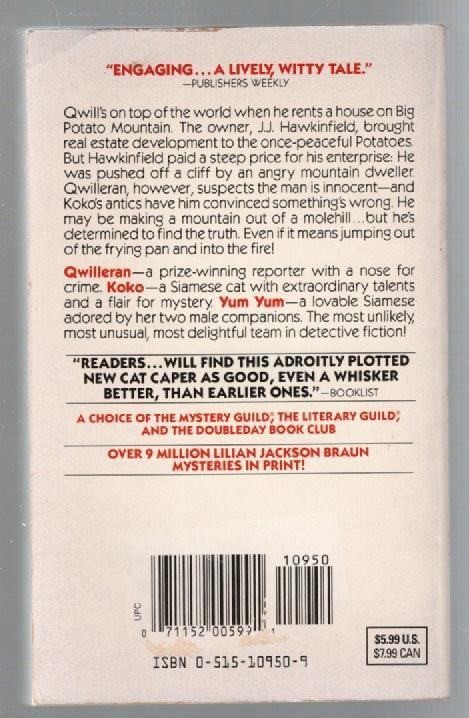 "ENGAGING...A LIVELY, WITTY TALE."
—PUBLISHERS WEEKLY
Qwill's on top of the world when he rents a house on Big
Potato Mountain. The owner, J.J. Hawkinfield, brought
real estate development to the once-peaceful Potatoes.
But Hawkinfield paid a steep price for his enterprise: He
was pushed off a cliff by an angry mountain dweller.
Qwilleran, however, suspects the man is innocent—and
Koko's antics have him convinced something's wrong. He
may be making a mountain out of a molehill...but he's
determined to find the truth. Even if it means jumping out
of the frying pan and into the fire!
Qwilleran—a prize-winning reporter with a nose for
crime. Koko—a Siamese cat with extraordinary talents
and a flair for mystery. Yum Yum—a lovable Siamese
adored by her two male companions. The most unlikely,
most unusual, most delightful team in detective fiction!
"READERS...WILL FIND THIS ADROITLY PLOTTED
NEW CAT CAPER AS GOOD, EVEN A WHISKER
BETTER, THAN EARLIER ONES."—BOOKLIST
A CHOICE OF THE MYSTERY GUILD®, THE LITERARY GUILD®,
AND THE DOUBLEDAY BOOK CLUB
OVER 9 MILLION LILIAN JACKSON BRAUN
MYSTERIES IN PRINT!
10950
UPC
0 71152 00599 1
ISBN 0-515-10950-9
$5.99 U.S.
$7.99 CAN